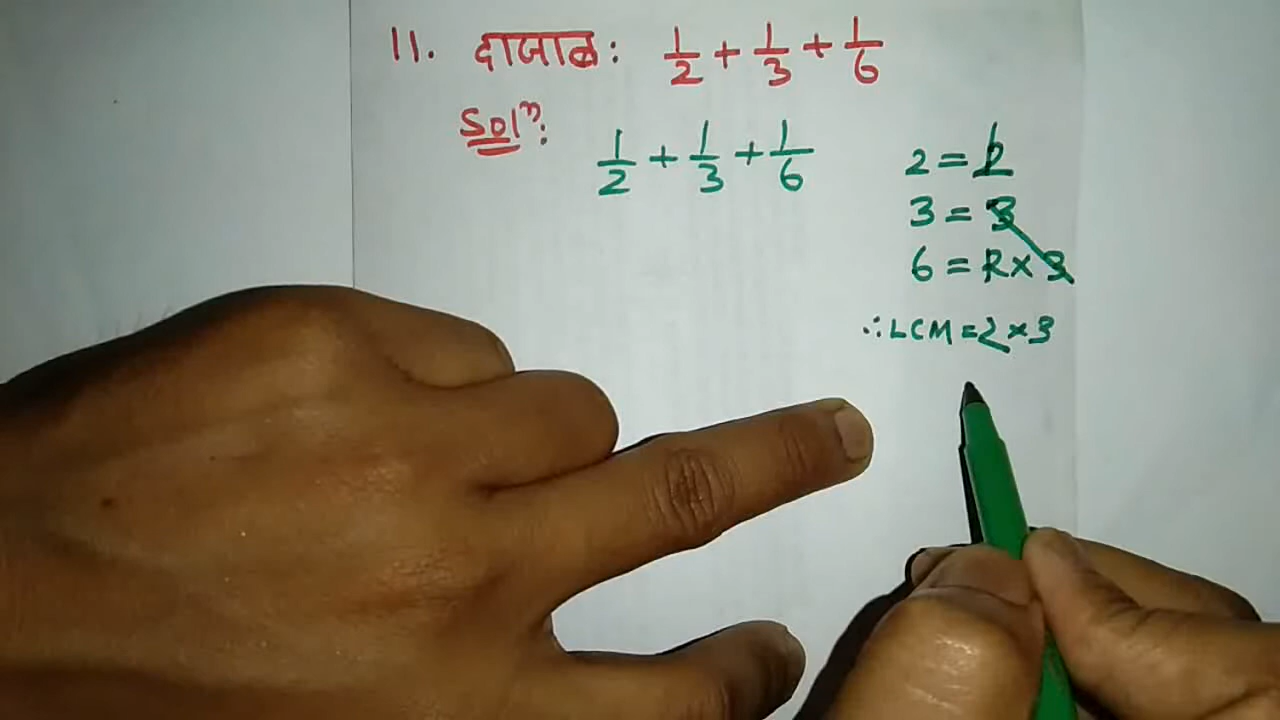 11. दाजाब: 1/2 + 1/3 + 1/6
Solⁿ: 1/2 + 1/3 + 1/6
2 = 2
3 = 3
6 = 2 × 3
∴ LCM = 2 × 3